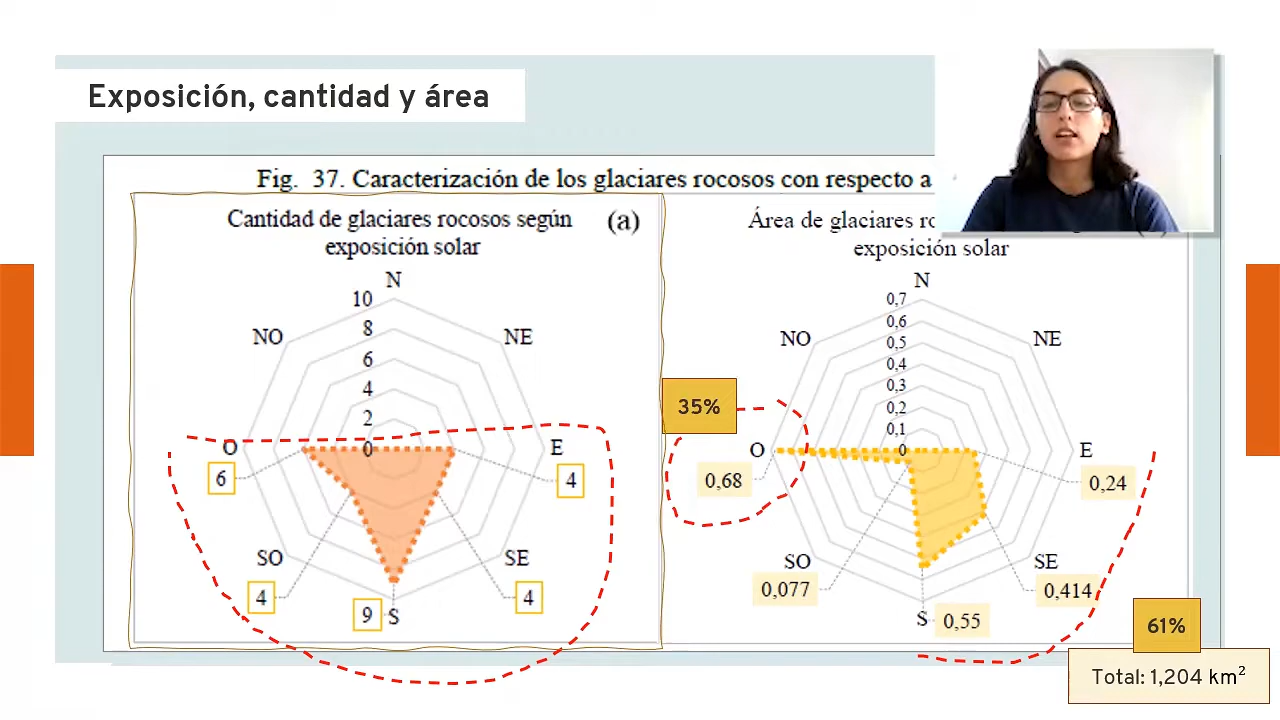 Exposición, cantidad y área
Fig. 37. Caracterización de los glaciares rocosos con respecto a
Cantidad de glaciares rocosos según
exposición solar
(a)
N
10
8
6
4
2
0
NO
NE
O
E
6
4
SO
SE
4
4
9
S
Área de glaciares
exposición solar
N
0,7
0,6
0,5
0,4
0,3
0,2
0,1
0
NO
NE
35%
O
E
0,68
0,24
SO
SE
0,077
0,414
S
0,55
61%
Total: 1,204 km²